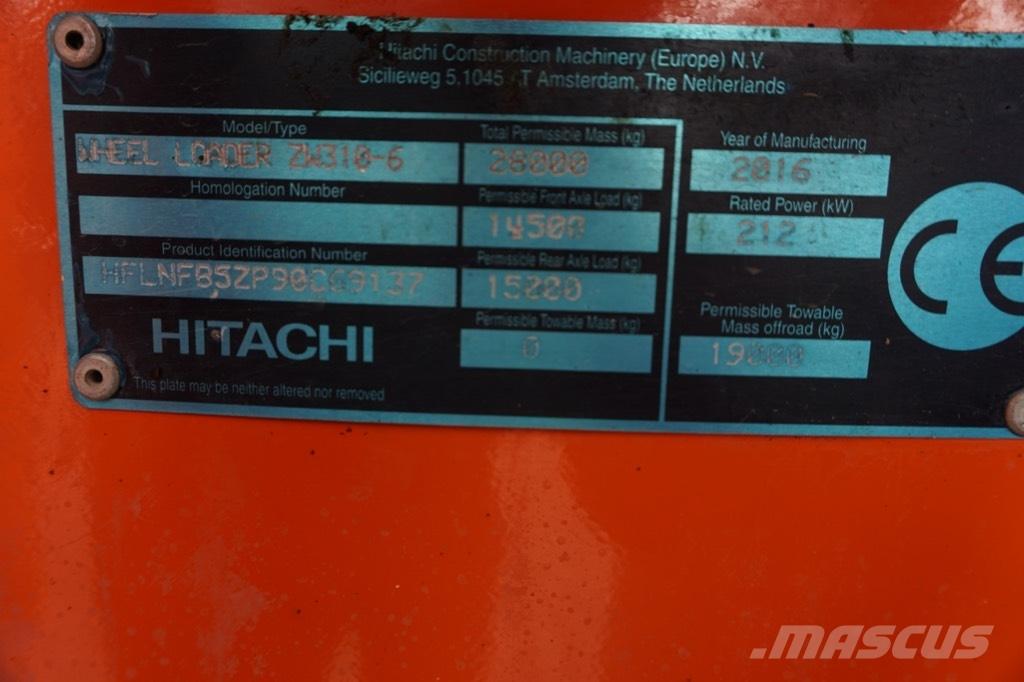 Hitachi Construction Machinery (Europe) N.V.
Sicilieweg 5, 1045 AT Amsterdam, The Netherlands
Model/Type
WHEEL LOADER ZW310-6
Homologation Number
Product Identification Number
HITACHI
This plate may be neither altered nor removed
Total Permissible Mass (kg)
28000
Permissible Front Axle Load (kg)
14500
Permissible Rear Axle Load (kg)
15000
Permissible Towable Mass (kg)
0
Year of Manufacturing
2016
Rated Power (kW)
212
Permissible Towable
Mass offroad (kg)
19000
CE
MASCUS